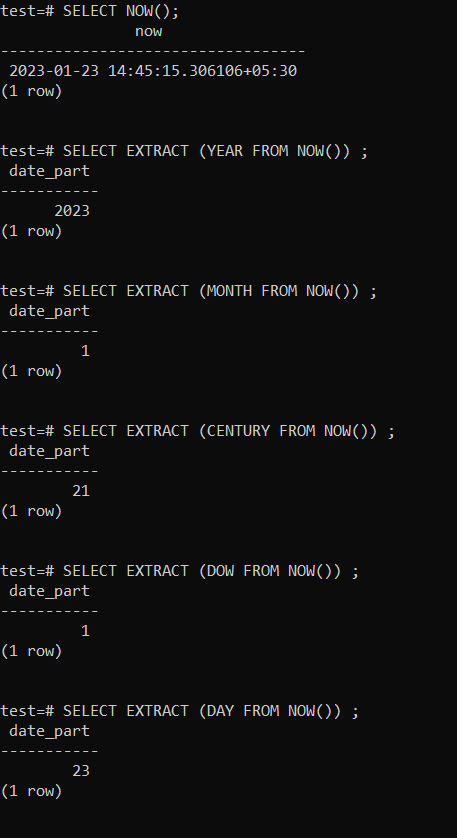 test=# SELECT NOW();
               now
----------------------------------
 2023-01-23 14:45:15.306106+05:30
(1 row)
test=# SELECT EXTRACT (YEAR FROM NOW()) ;
 date_part
-----------
      2023
(1 row)
test=# SELECT EXTRACT (MONTH FROM NOW()) ;
 date_part
-----------
         1
(1 row)
test=# SELECT EXTRACT (CENTURY FROM NOW()) ;
 date_part
-----------
        21
(1 row)
test=# SELECT EXTRACT (DOW FROM NOW()) ;
 date_part
-----------
         1
(1 row)
test=# SELECT EXTRACT (DAY FROM NOW()) ;
 date_part
-----------
        23
(1 row)